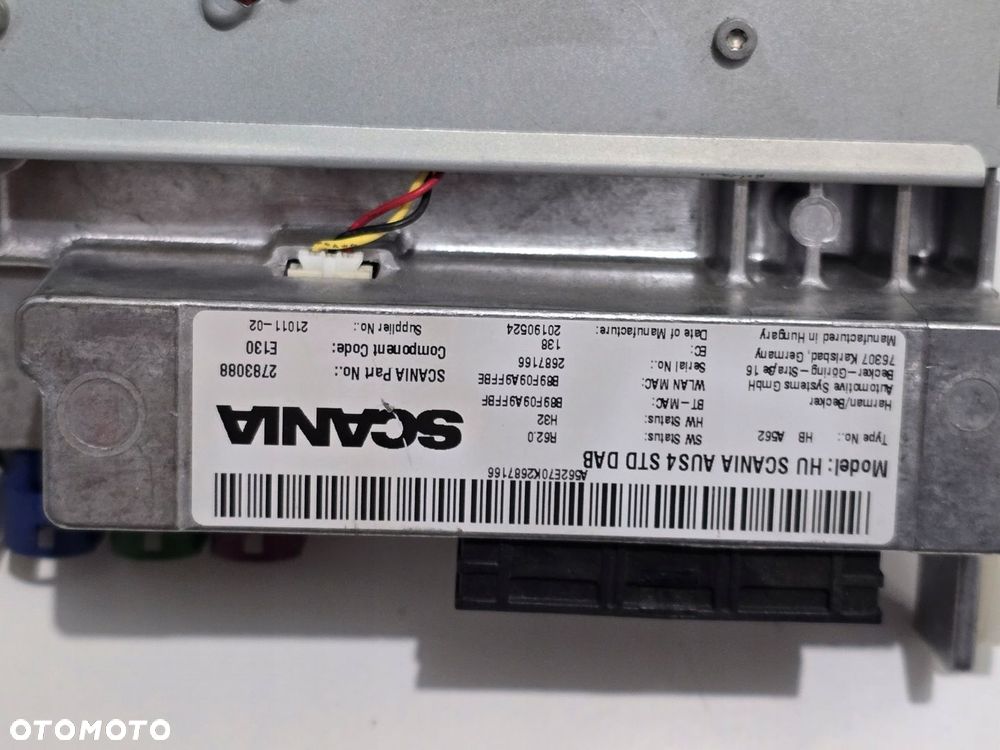 A562E70K2687166
Model: HU SCANIA AUS4 STD DAB
Type No.: HB A562
Harman/Becker
Automotive Systems GmbH
Becker-Göring-Straße 16
76307 Karlsbad, Germany
Manufactured in Hungary
SW Status: R62.0
HW Status: H32
BT-MAC: B89F09A9FFBF
WLAN MAC: B89F09A9FFBE
Serial No.: 2687166
EC: 138
Date of Manufacture: 20190524
SCANIA
SCANIA Part No.: 2783088
Component Code: E130
Supplier No.: 21011-02
OTOMOTO